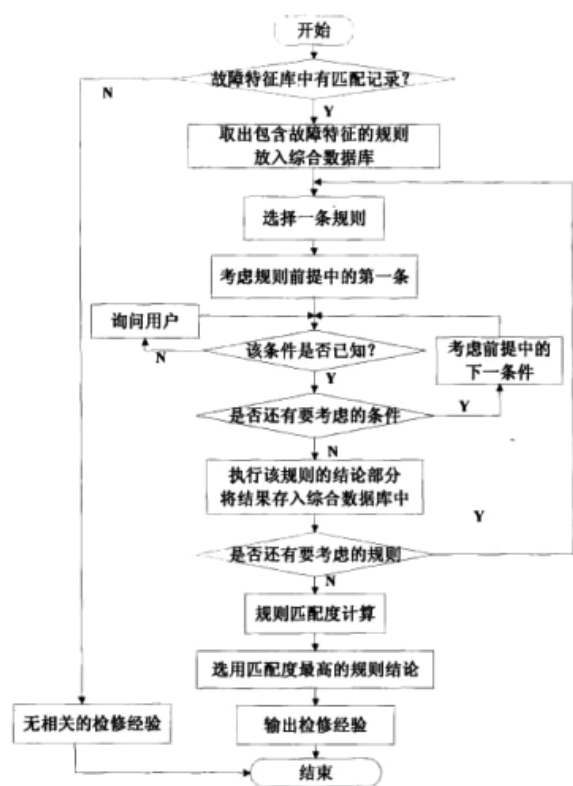 开始
故障特征库中有匹配记录?
N
Y
取出包含故障特征的规则
放入综合数据库
选择一条规则
考虑规则前提中的第一条
询问用户
该条件是否已知?
N
考虑前提中的
下一条件
Y
是否还有要考虑的条件
Y
N
执行该规则的结论部分
将结果存入综合数据库中
Y
是否还有要考虑的规则
N
规则匹配度计算
选用匹配度最高的规则结论
无相关的检修经验
输出检修经验
结束